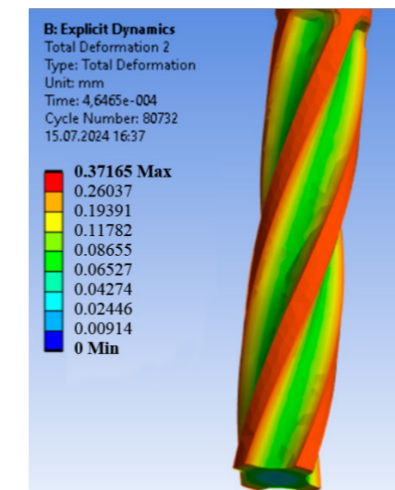 B: Explicit Dynamics
Total Deformation 2
Type: Total Deformation
Unit: mm
Time: 4,6465e-004
Cycle Number: 80732
15.07.2024 16:37
0.37165 Max
0.26037
0.19391
0.11782
0.08655
0.06527
0.04274
0.02446
0.00914
0 Min